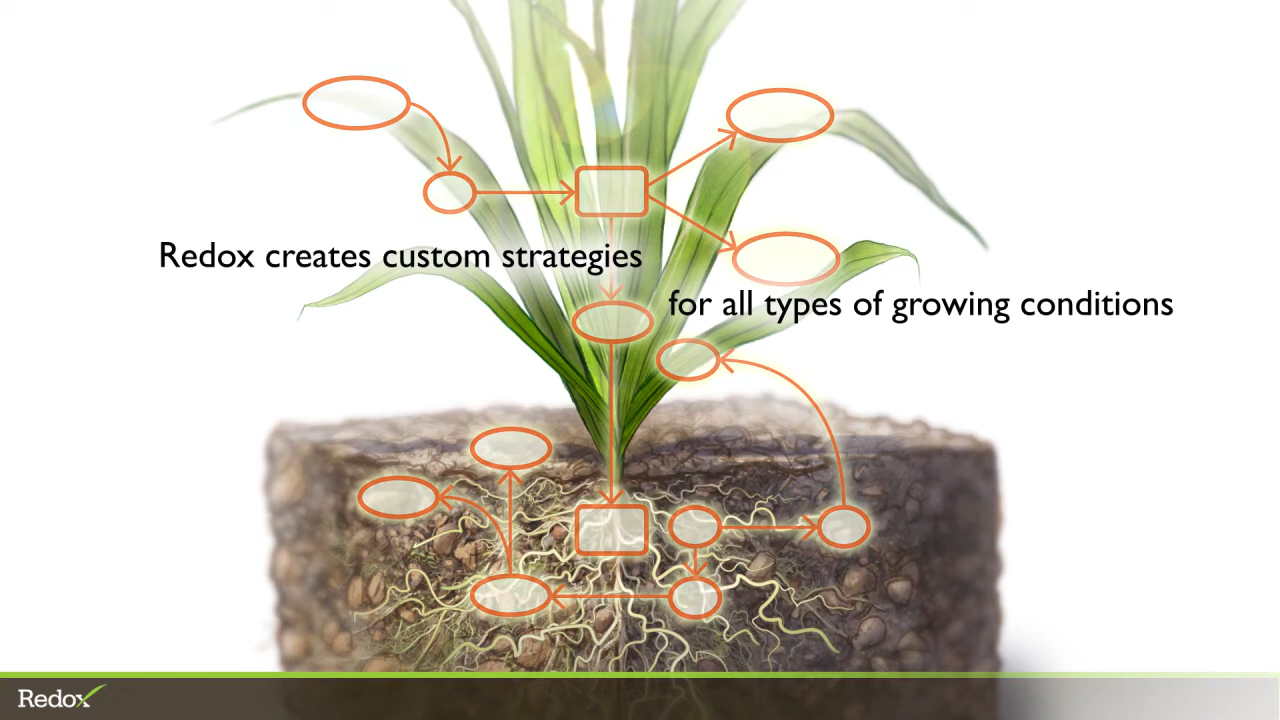 Redox creates custom strategies
for all types of growing conditions
Redox